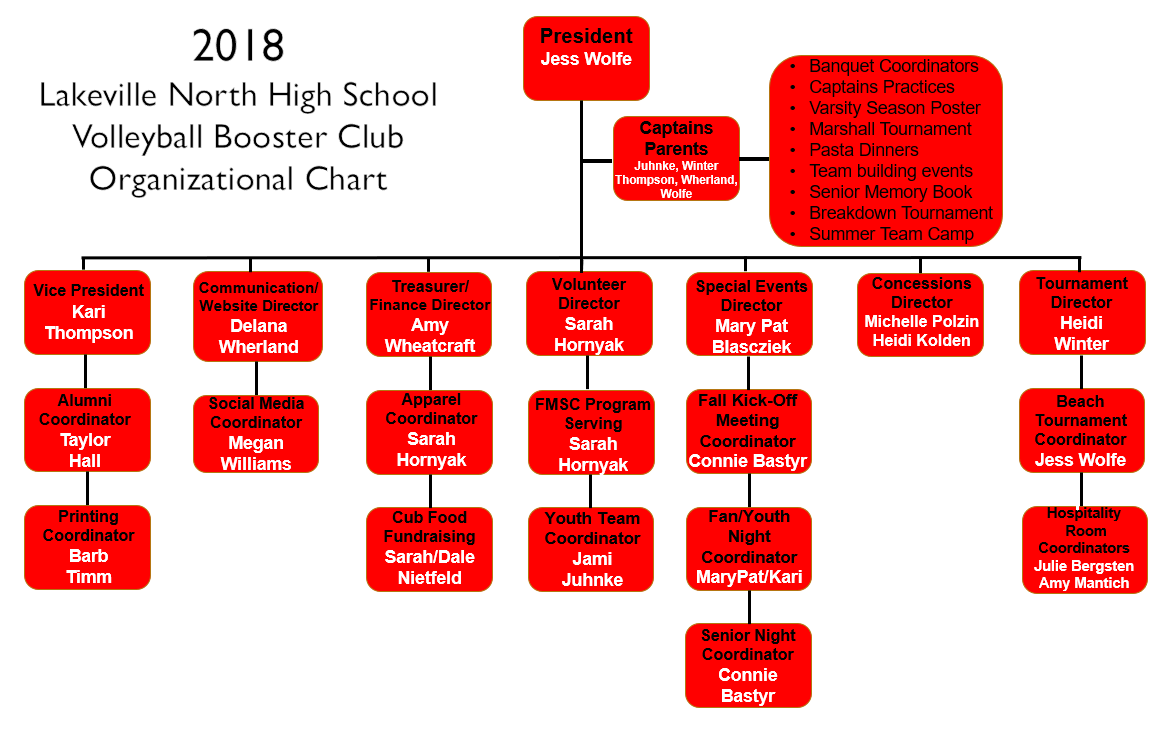 2018
Lakeville North High School
Volleyball Booster Club
Organizational Chart
President
Jess Wolfe
Captains
Parents
Juhnke, Winter
Thompson, Wherland,
Wolfe
• Banquet Coordinators
• Captains Practices
• Varsity Season Poster
• Marshall Tournament
• Pasta Dinners
• Team building events
• Senior Memory Book
• Breakdown Tournament
• Summer Team Camp
Vice President
Kari
Thompson
Alumni
Coordinator
Taylor
Hall
Printing
Coordinator
Barb
Timm
Communication/
Website Director
Delana
Wherland
Social Media
Coordinator
Megan
Williams
Treasurer/
Finance Director
Amy
Wheatcraft
Apparel
Coordinator
Sarah
Hornyak
Cub Food
Fundraising
Sarah/Dale
Nietfeld
Volunteer
Director
Sarah
Hornyak
FMSC Program
Serving
Sarah
Hornyak
Youth Team
Coordinator
Jami
Juhnke
Special Events
Director
Mary Pat
Blascziek
Fall Kick-Off
Meeting
Coordinator
Connie Bastyr
Fan/Youth
Night
Coordinator
MaryPat/Kari
Senior Night
Coordinator
Connie
Bastyr
Concessions
Director
Michelle Polzin
Heidi Kolden
Tournament
Director
Heidi
Winter
Beach
Tournament
Coordinator
Jess Wolfe
Hospitality
Room
Coordinators
Julie Bergsten
Amy Mantich